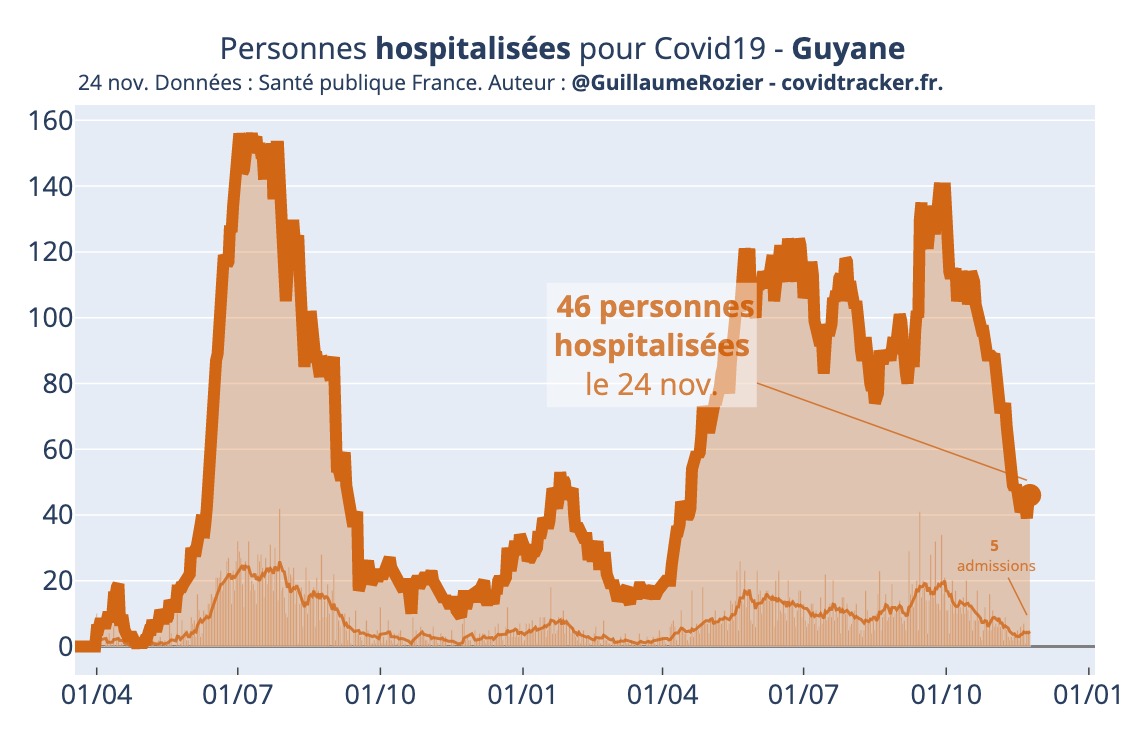 Personnes hospitalisées pour Covid19 - Guyane
24 nov. Données : Santé publique France. Auteur : @GuillaumeRozier - covidtracker.fr.
160
140
120
100
80
60
40
20
0
46 personnes
hospitalisées
le 24 nov.
5
admissions
01/04 01/07 01/10 01/01 01/04 01/07 01/10 01/01